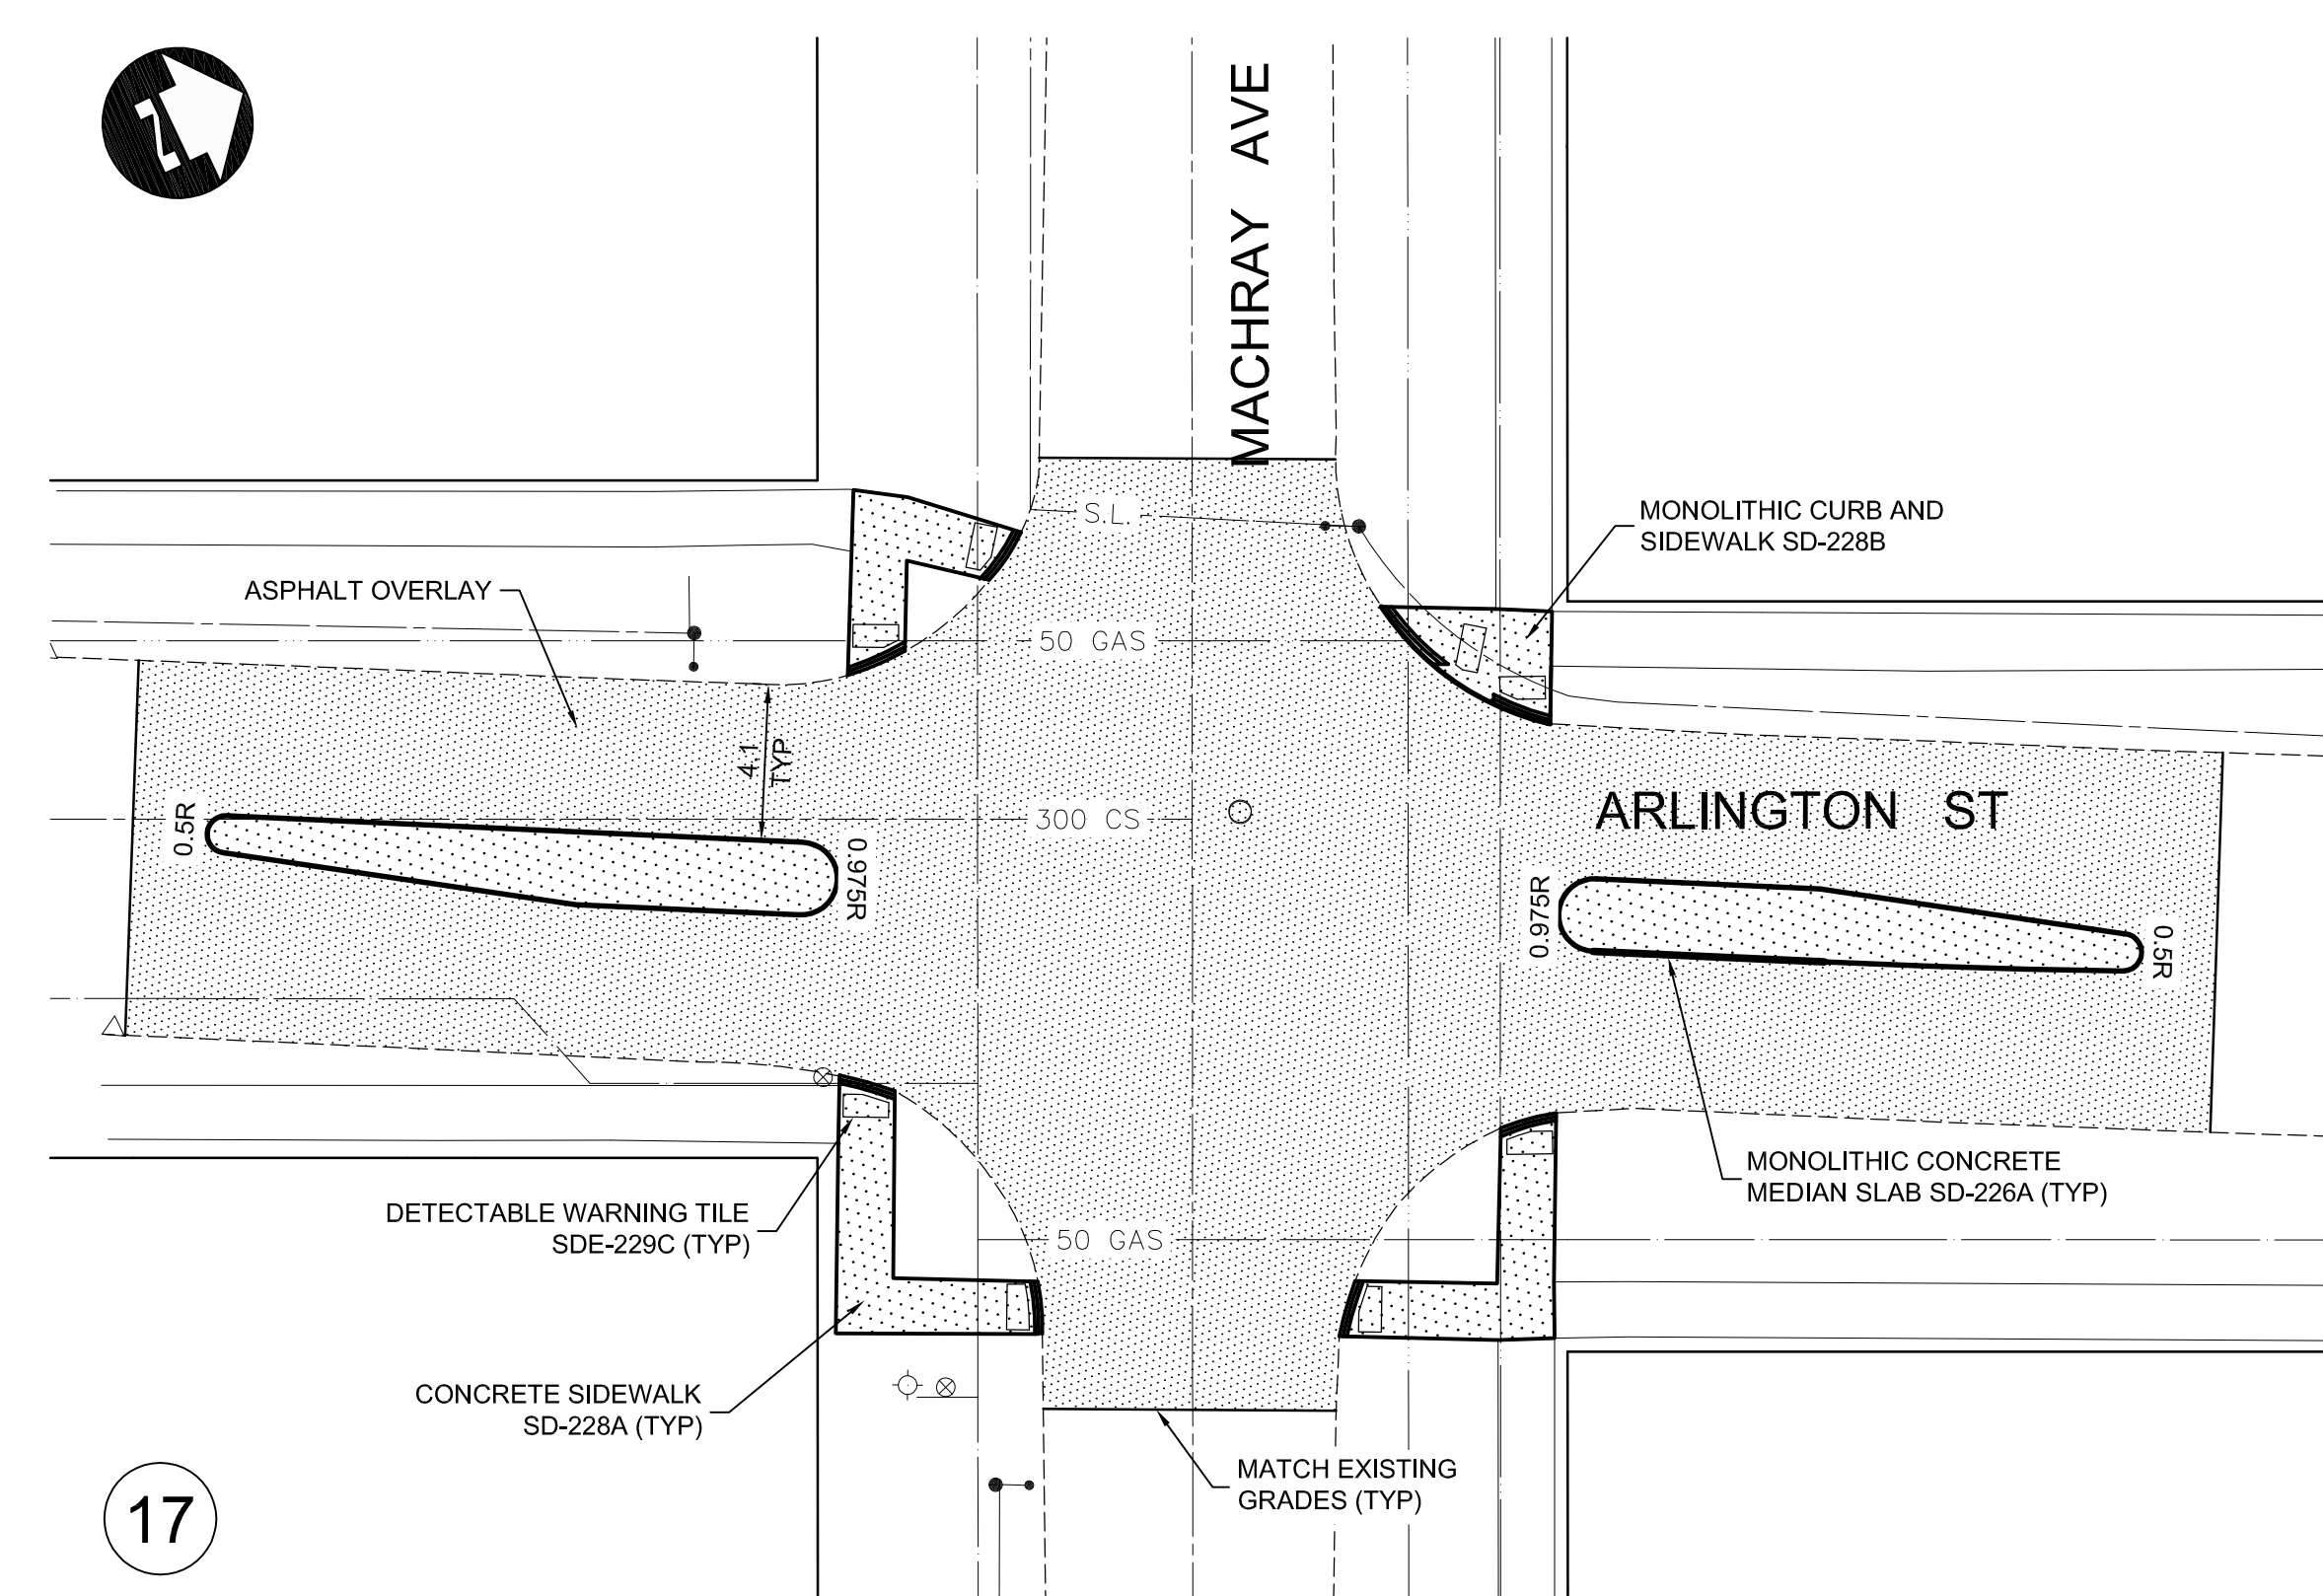 MACHRAY AVE
S.L.
MONOLITHIC CURB AND
SIDEWALK SD-228B
ASPHALT OVERLAY
50 GAS
4.1
TYP
0.5R
0.975R
300 CS
ARLINGTON ST
0.975R
0.5R
MONOLITHIC CONCRETE
MEDIAN SLAB SD-226A (TYP)
DETECTABLE WARNING TILE
SDE-229C (TYP)
50 GAS
CONCRETE SIDEWALK
SD-228A (TYP)
MATCH EXISTING
GRADES (TYP)
17